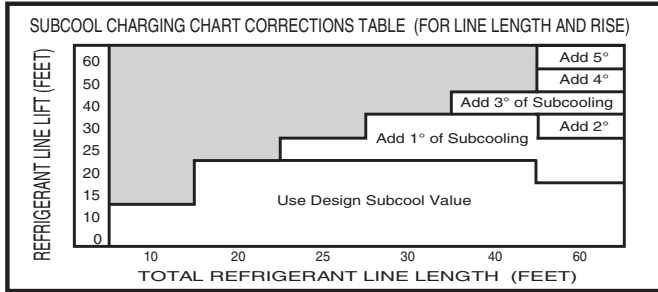 SUBCOOL CHARGING CHART CORRECTIONS TABLE (FOR LINE LENGTH AND RISE)
REFRIGERANT LINE LIFT (FEET)
60
50
40
30
25
20
15
10
0
Add 5°
Add 4°
Add 3° of Subcooling
Add 2°
Add 1° of Subcooling
Use Design Subcool Value
10 20 25 30 40 60
TOTAL REFRIGERANT LINE LENGTH (FEET)